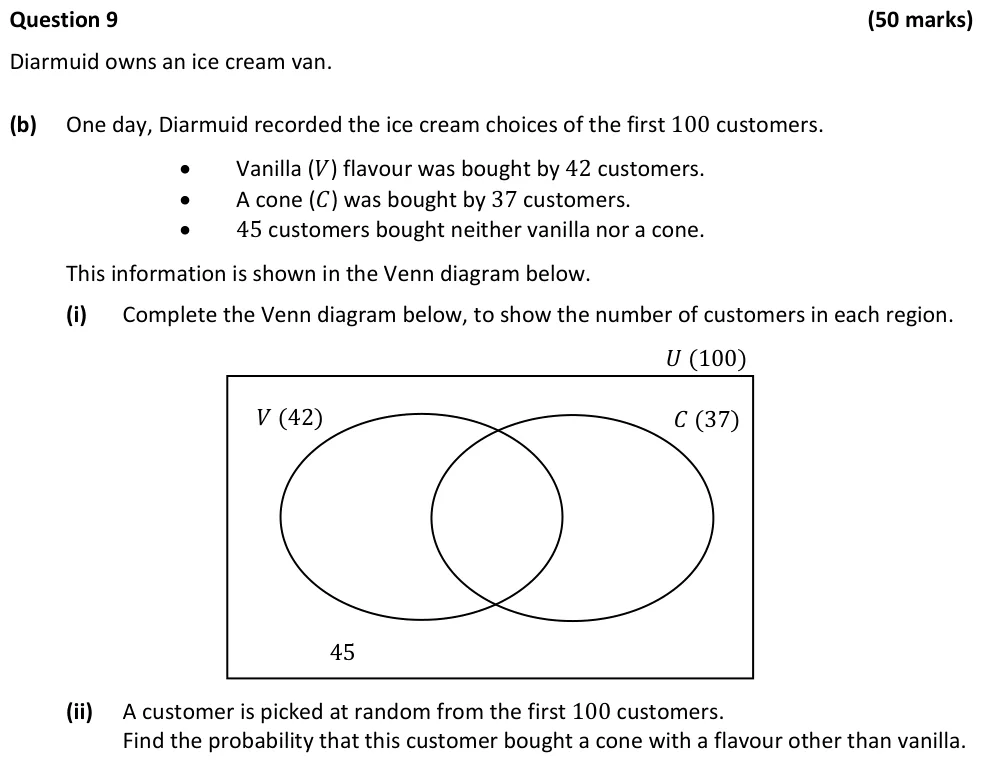 Question 9 (50 marks)
Diarmuid owns an ice cream van.
(b) One day, Diarmuid recorded the ice cream choices of the first 100 customers.
• Vanilla (V) flavour was bought by 42 customers.
• A cone (C) was bought by 37 customers.
• 45 customers bought neither vanilla nor a cone.
This information is shown in the Venn diagram below.
(i) Complete the Venn diagram below, to show the number of customers in each region.
U (100)
V (42) C (37)
45
(ii) A customer is picked at random from the first 100 customers.
Find the probability that this customer bought a cone with a flavour other than vanilla.